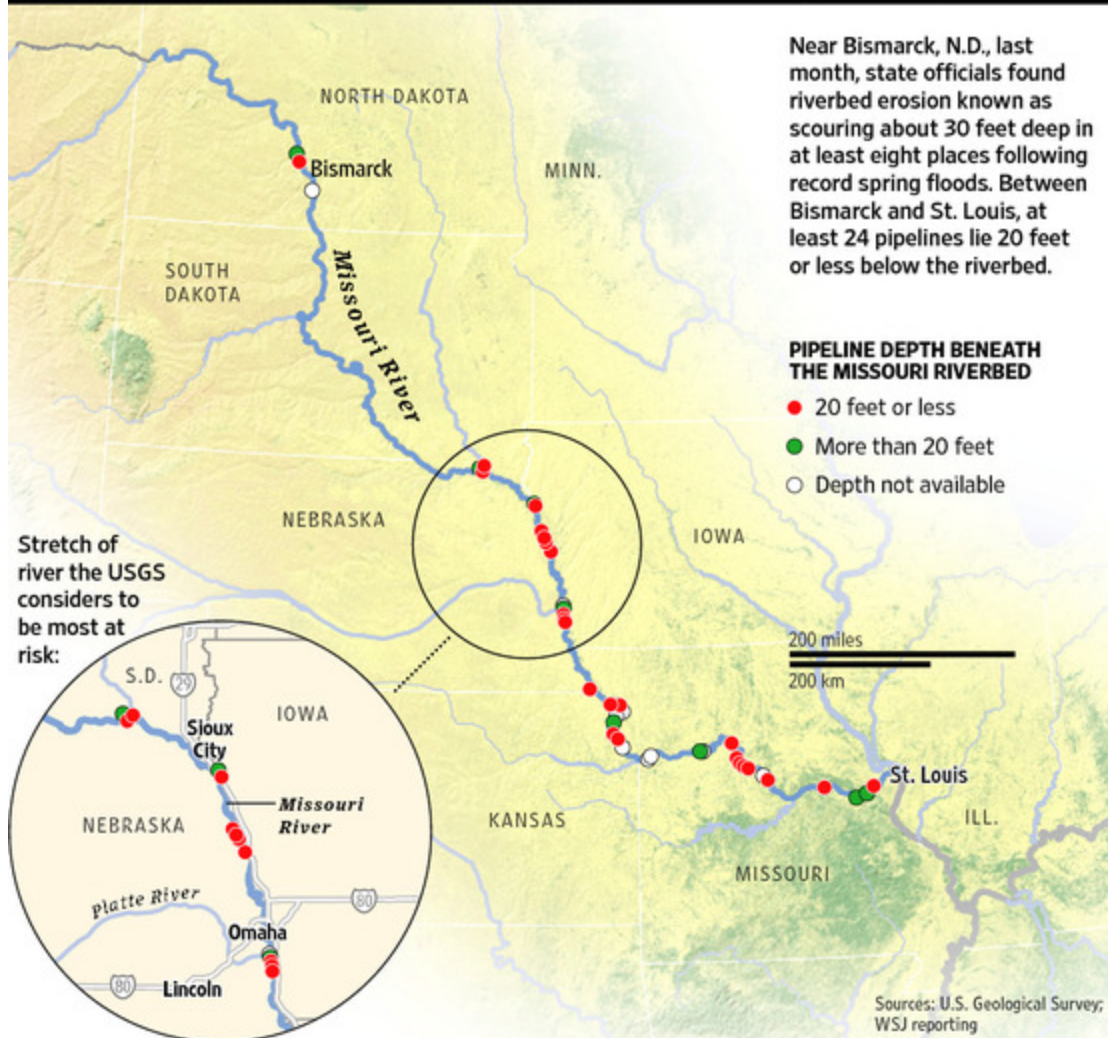 Near Bismarck, N.D., last
month, state officials found
riverbed erosion known as
scouring about 30 feet deep in
at least eight places following
record spring floods. Between
Bismarck and St. Louis, at
least 24 pipelines lie 20 feet
or less below the riverbed.
PIPELINE DEPTH BENEATH
THE MISSOURI RIVERBED
20 feet or less
More than 20 feet
Depth not available
NORTH DAKOTA
Bismarck
MINN.
SOUTH
DAKOTA
Missouri River
NEBRASKA
IOWA
200 miles
200 km
St. Louis
KANSAS
ILL.
MISSOURI
Stretch of
river the USGS
considers to
be most at
risk:
S.D.
29
IOWA
Sioux
City
Missouri
River
NEBRASKA
Platte River
80
Omaha
80
Lincoln
Sources: U.S. Geological Survey;
WSJ reporting